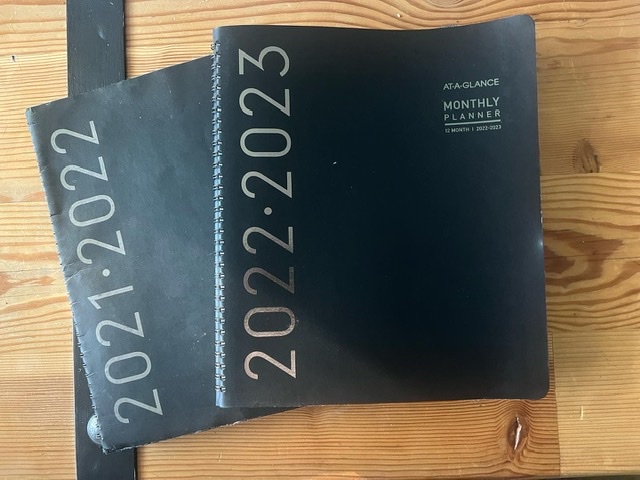 2021·2022
2022·2023
AT-A-GLANCE
MONTHLY
PLANNER
12 MONTH | 2022-2023